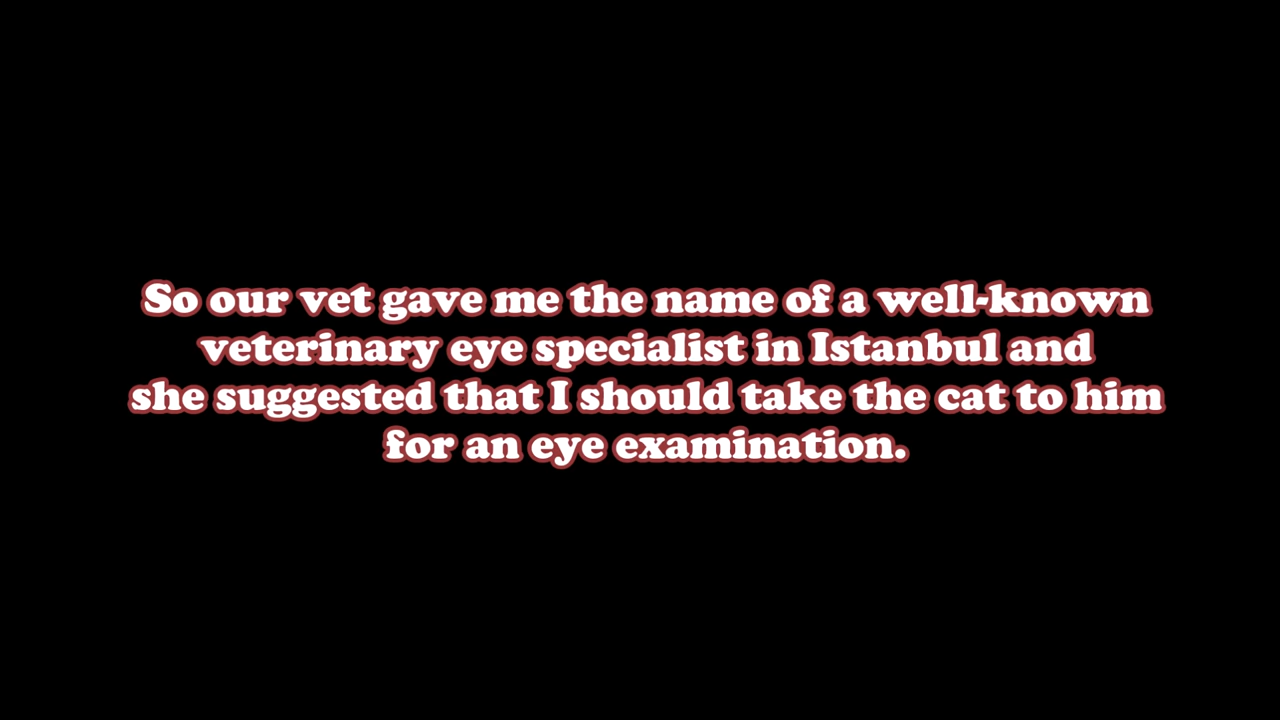 So our vet gave me the name of a well-known
veterinary eye specialist in Istanbul and
she suggested that I should take the cat to him
for an eye examination.